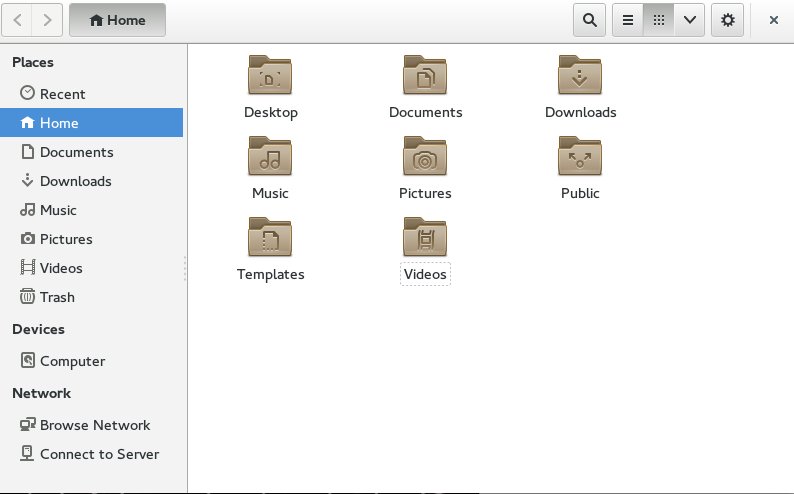 Home
Places
Recent
Home
Documents
Downloads
Music
Pictures
Videos
Trash
Devices
Computer
Network
Browse Network
Connect to Server
Desktop
Documents
Downloads
Music
Pictures
Public
Templates
Videos